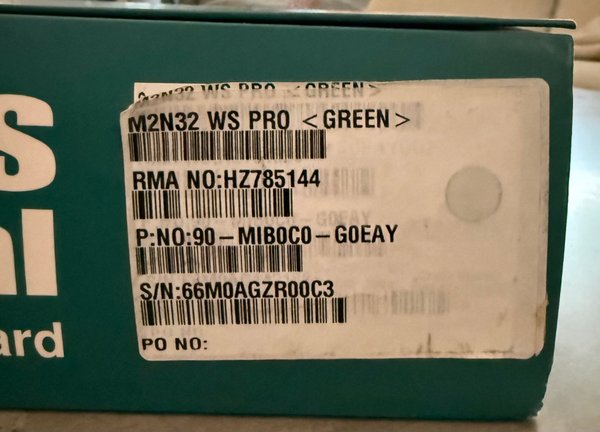 M2N32 WS PRO <GREEN>
M2N32 WS PRO <GREEN>
RMA NO:HZ785144
P:NO:90-MIB0C0-G0EAY
S/N:66M0AGZR00C3
PO NO:
s
al
ard